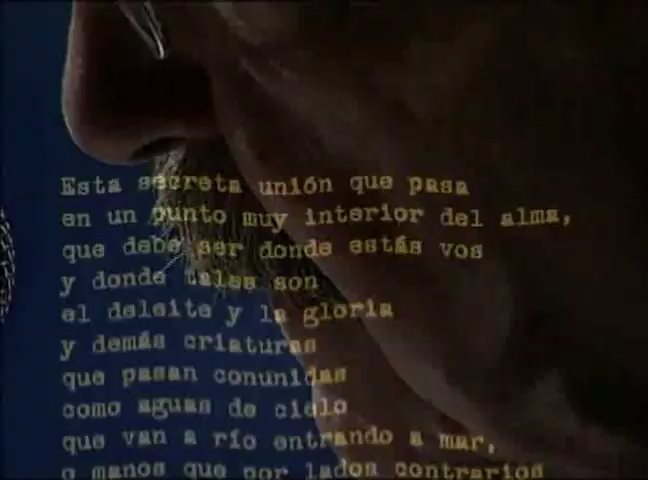 Esta secreta unión que pasa
en un punto muy interior del alma,
que debe ser donde estás vos
y donde tales son
el deleite y la gloria
y demás criaturas
que pasan conunidas
como aguas de cielo
que van a río entrando a mar,
o manos que por lados contrarios